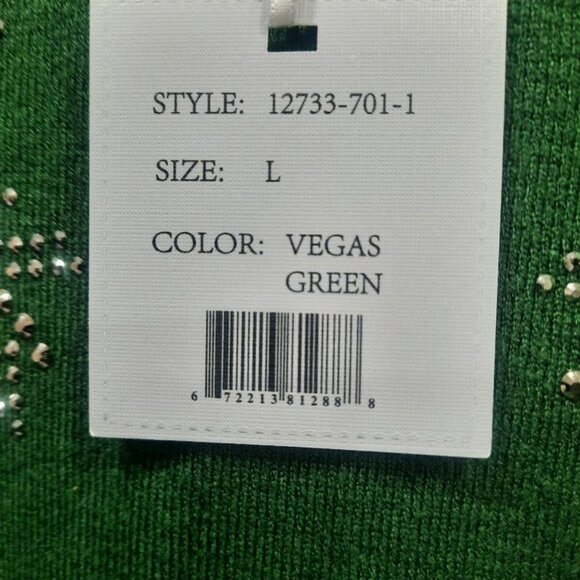 STYLE: 12733-701-1
SIZE: L
COLOR: VEGAS
GREEN
6 72213 81288 8